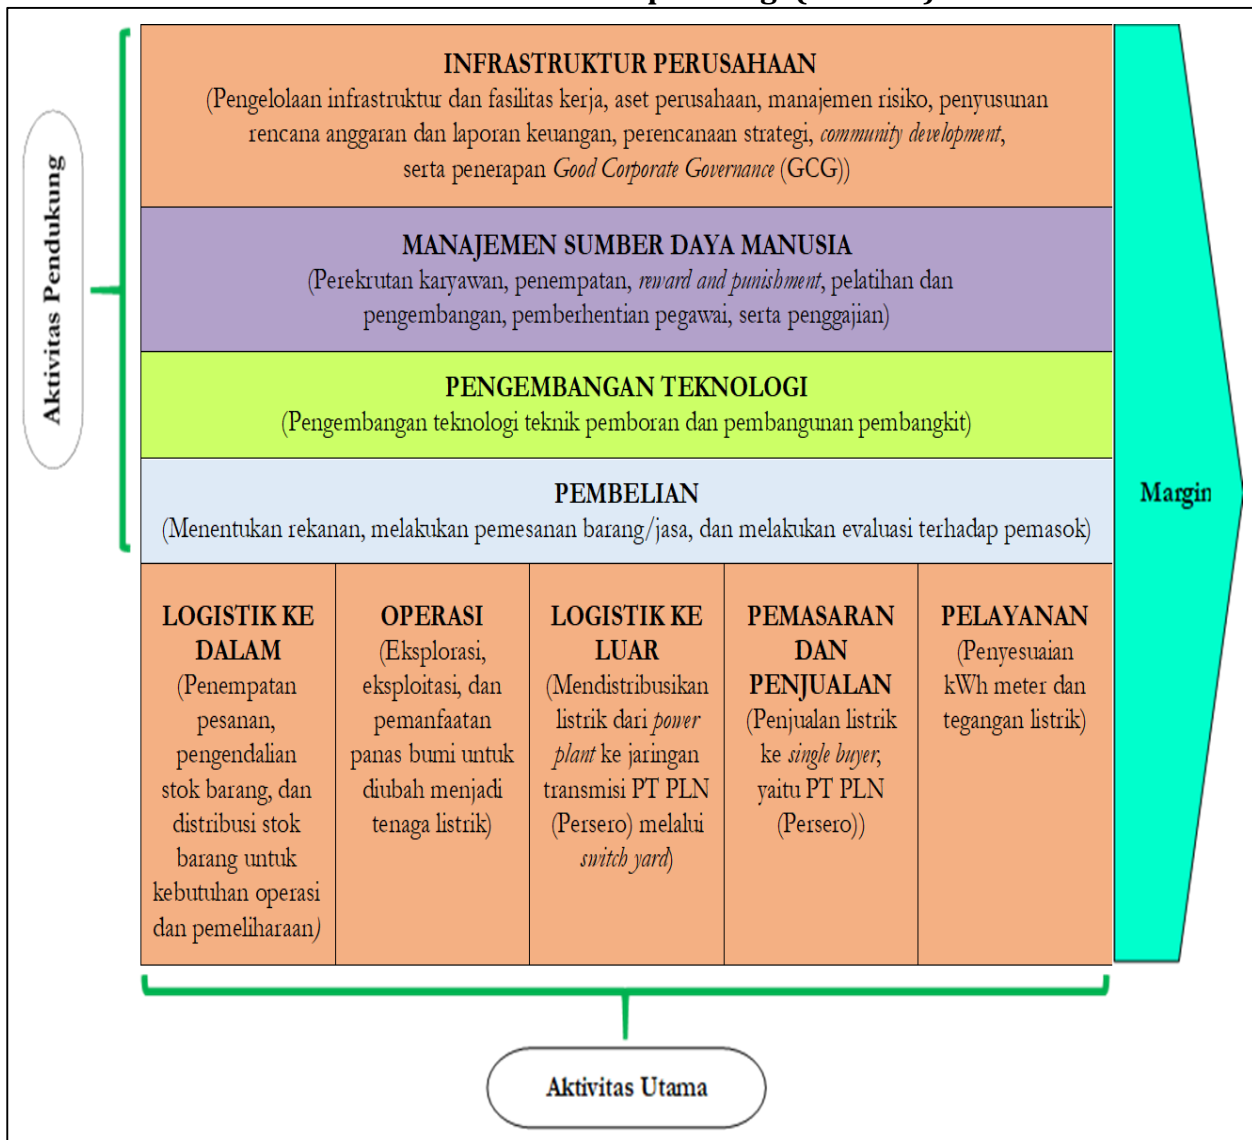 Aktivitas Pendukung
INFRASTRUKTUR PERUSAHAAN
(Pengelolaan infrastruktur dan fasilitas kerja, aset perusahaan, manajemen risiko, penyusunan
rencana anggaran dan laporan keuangan, perencanaan strategi, community development,
serta penerapan Good Corporate Governance (GCG))
MANAJEMEN SUMBER DAYA MANUSIA
(Perekrutan karyawan, penempatan, reward and punishment, pelatihan dan
pengembangan, pemberhentian pegawai, serta penggajian)
PENGEMBANGAN TEKNOLOGI
(Pengembangan teknologi teknik pemboran dan pembangunan pembangkit)
PEMBELIAN
(Menentukan rekanan, melakukan pemesanan barang/jasa, dan melakukan evaluasi terhadap pemasok)
Margin
LOGISTIK KE
DALAM
(Penempatan
pesanan,
pengendalian
stok barang, dan
distribusi stok
barang untuk
kebutuhan operasi
dan pemeliharaan)
OPERASI
(Eksplorasi,
eksploitasi, dan
pemanfaatan
panas bumi untuk
diubah menjadi
tenaga listrik)
LOGISTIK KE
LUAR
(Mendistribusikan
listrik dari power
plant ke jaringan
transmisi PT PLN
(Persero) melalui
switch yard)
PEMASARAN
DAN
PENJUALAN
(Penjualan listrik
ke single buyer,
yaitu PT PLN
(Persero))
PELAYANAN
(Penyesuaian
kWh meter dan
tegangan listrik)
Aktivitas Utama